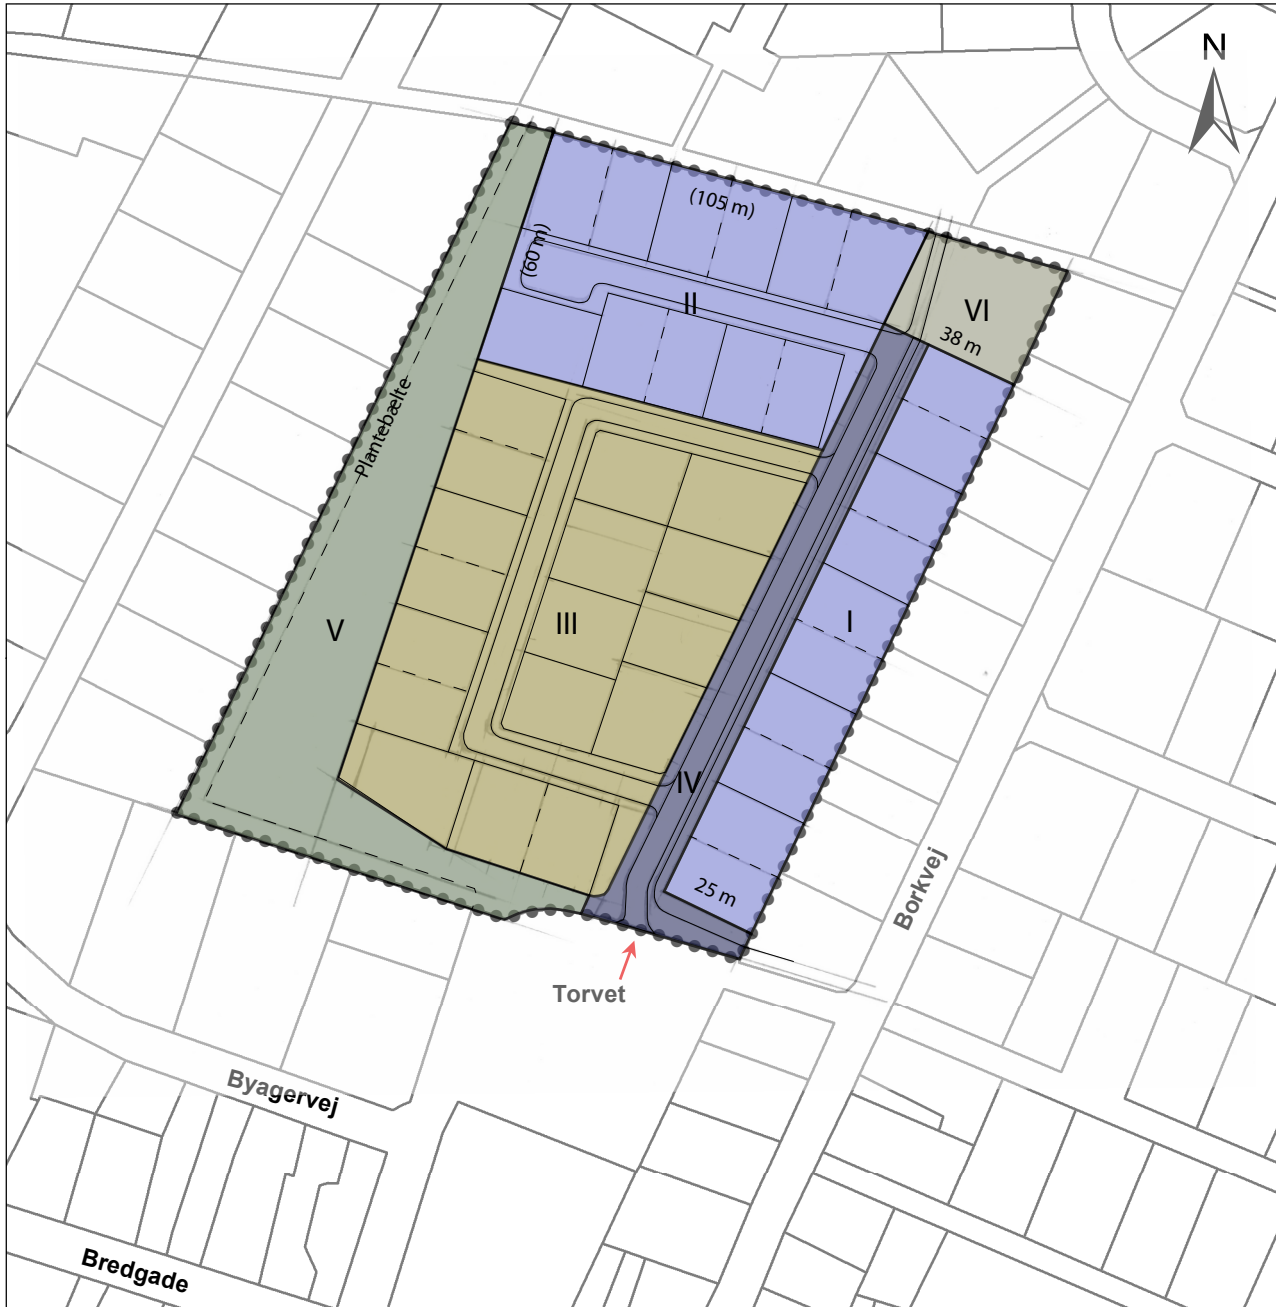 N
(105 m)
(60 m)
II
VI
38 m
Plantebælte
III
I
V
IV
25 m
Borkvej
Torvet
Byagervej
Bredgade